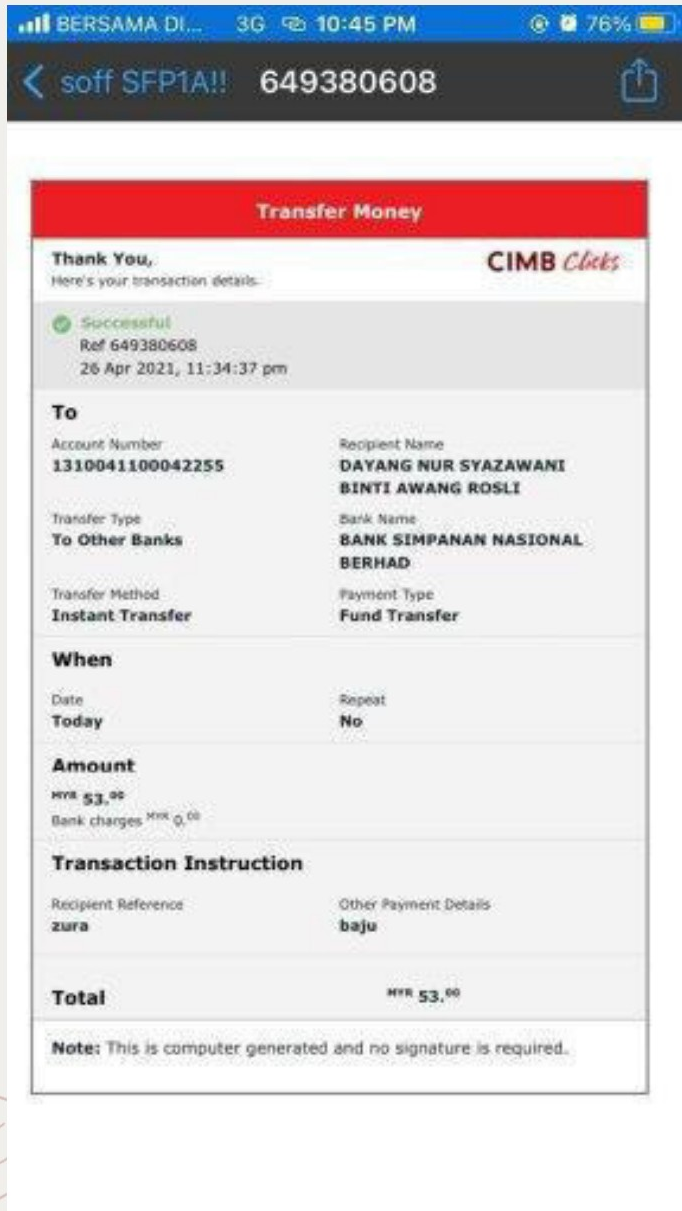 BERSAMA DI... 3G 10:45 PM 76%
soff SFP1A!! 649380608
Transfer Money
Thank You,
Here's your transaction details.
CIMB Clicks
Successful
Ref 649380608
26 Apr 2021, 11:34:37 pm
To
Account Number
1310041100042255
Recipient Name
DAYANG NUR SYAZAWANI
BINTI AWANG ROSLI
Transfer Type
To Other Banks
Bank Name
BANK SIMPANAN NASIONAL
BERHAD
Transfer Method
Instant Transfer
Payment Type
Fund Transfer
When
Date
Today
Repeat
No
Amount
MYR 53.00
Bank charges MYR 0.00
Transaction Instruction
Recipient Reference
zura
Other Payment Details
baju
Total MYR 53.00
Note: This is computer generated and no signature is required.